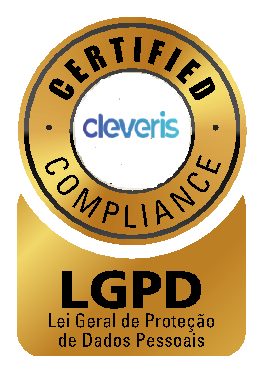 CERTIFIED
cleveris
COMPLIANCE
LGPD
Lei Geral de Proteção
de Dados Pessoais